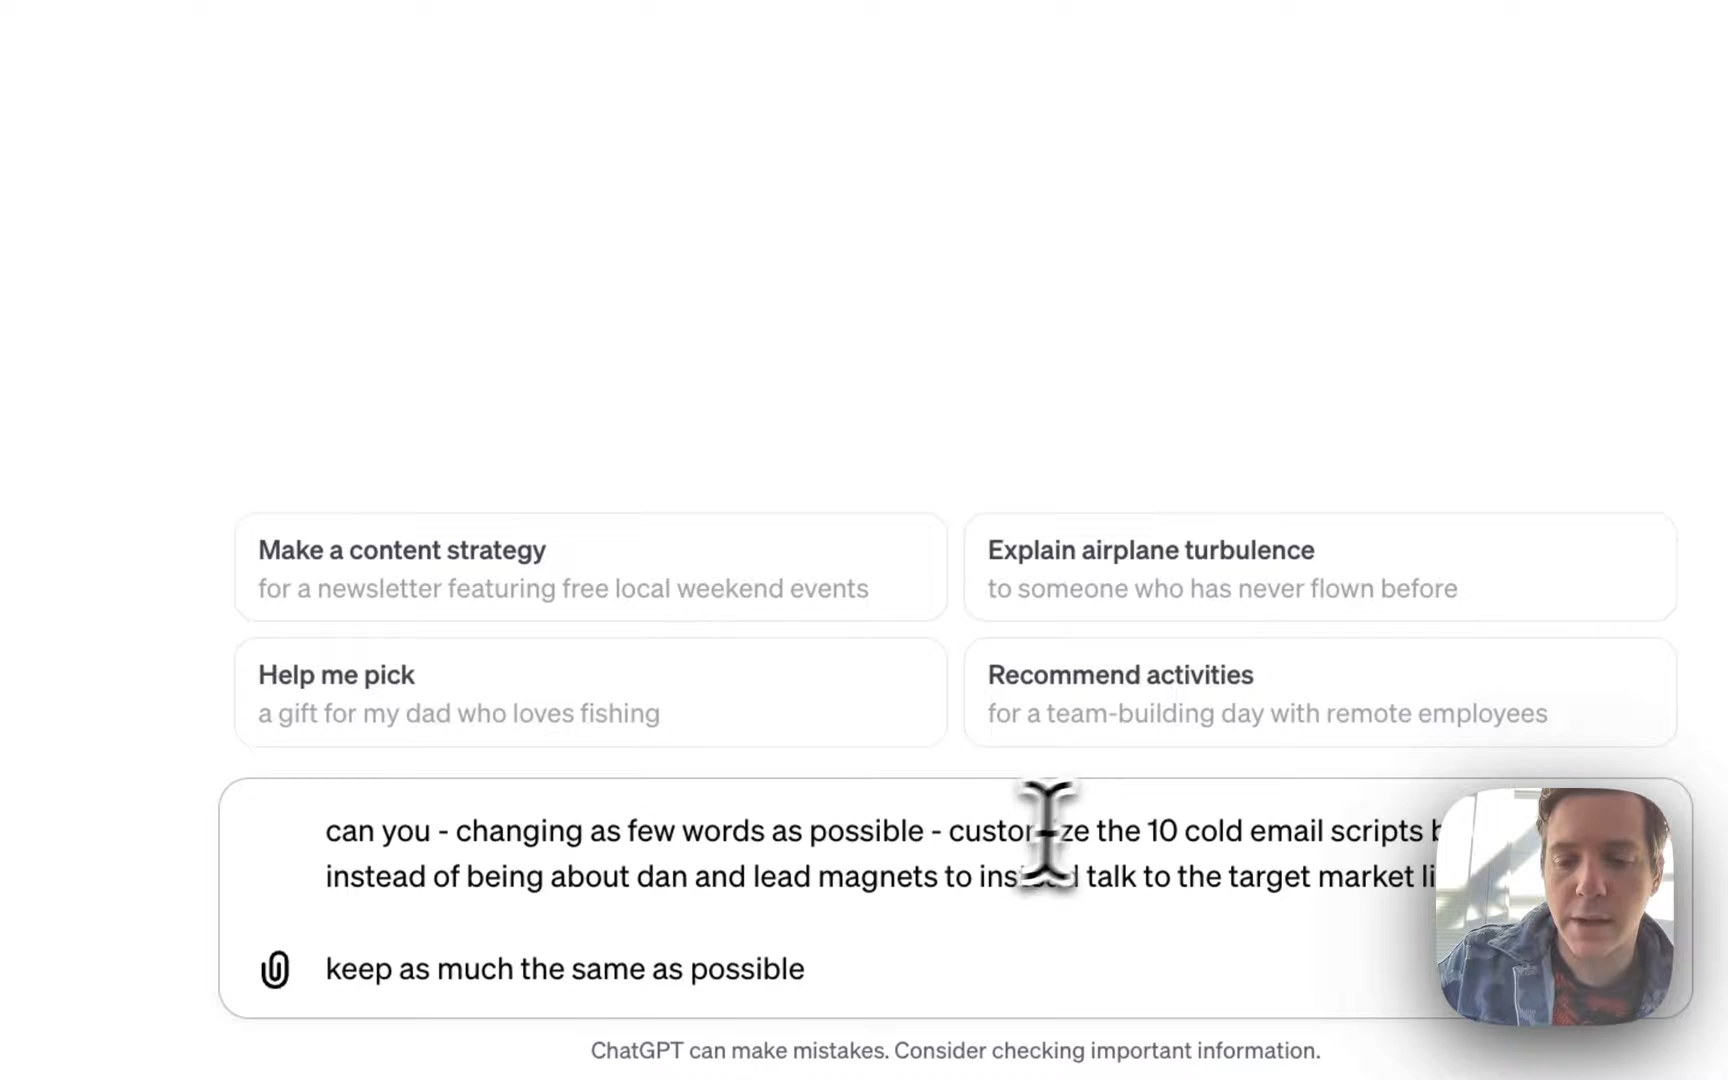 Make a content strategy
for a newsletter featuring free local weekend events
Explain airplane turbulence
to someone who has never flown before
Help me pick
a gift for my dad who loves fishing
Recommend activities
for a team-building day with remote employees
can you - changing as few words as possible - customize the 10 cold email scripts
instead of being about dan and lead magnets to instead talk to the target market
keep as much the same as possible
ChatGPT can make mistakes. Consider checking important information.